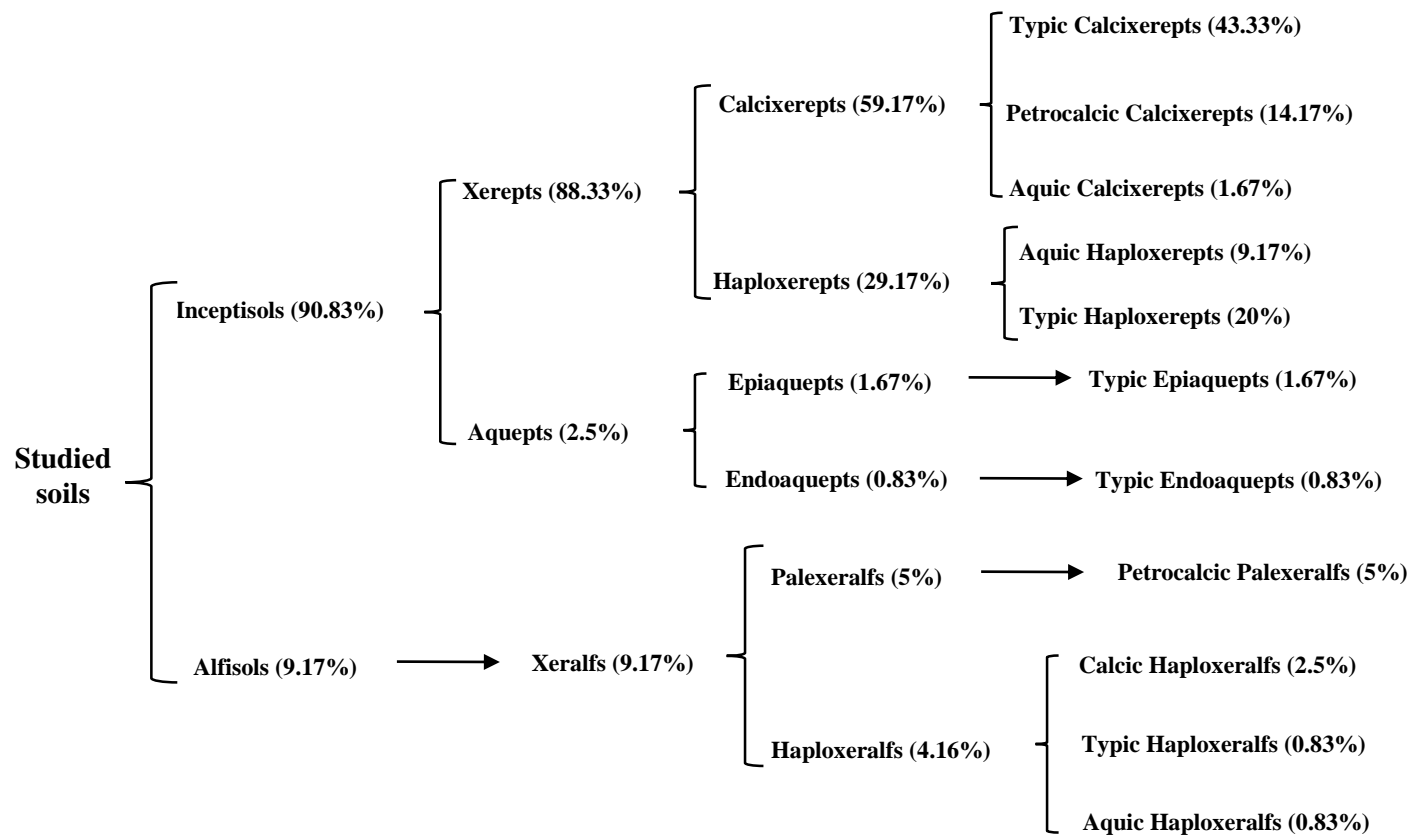 Studied
soils
Inceptisols (90.83%)
Alfisols (9.17%)
Xerepts (88.33%)
Aquepts (2.5%)
Xeralfs (9.17%)
Calcixerepts (59.17%)
Haploxerepts (29.17%)
Epiaquepts (1.67%)
Endoaquepts (0.83%)
Palexeralfs (5%)
Haploxeralfs (4.16%)
Typic Calcixerepts (43.33%)
Petrocalcic Calcixerepts (14.17%)
Aquic Calcixerepts (1.67%)
Aquic Haploxerepts (9.17%)
Typic Haploxerepts (20%)
Typic Epiaquepts (1.67%)
Typic Endoaquepts (0.83%)
Petrocalcic Palexeralfs (5%)
Calcic Haploxeralfs (2.5%)
Typic Haploxeralfs (0.83%)
Aquic Haploxeralfs (0.83%)